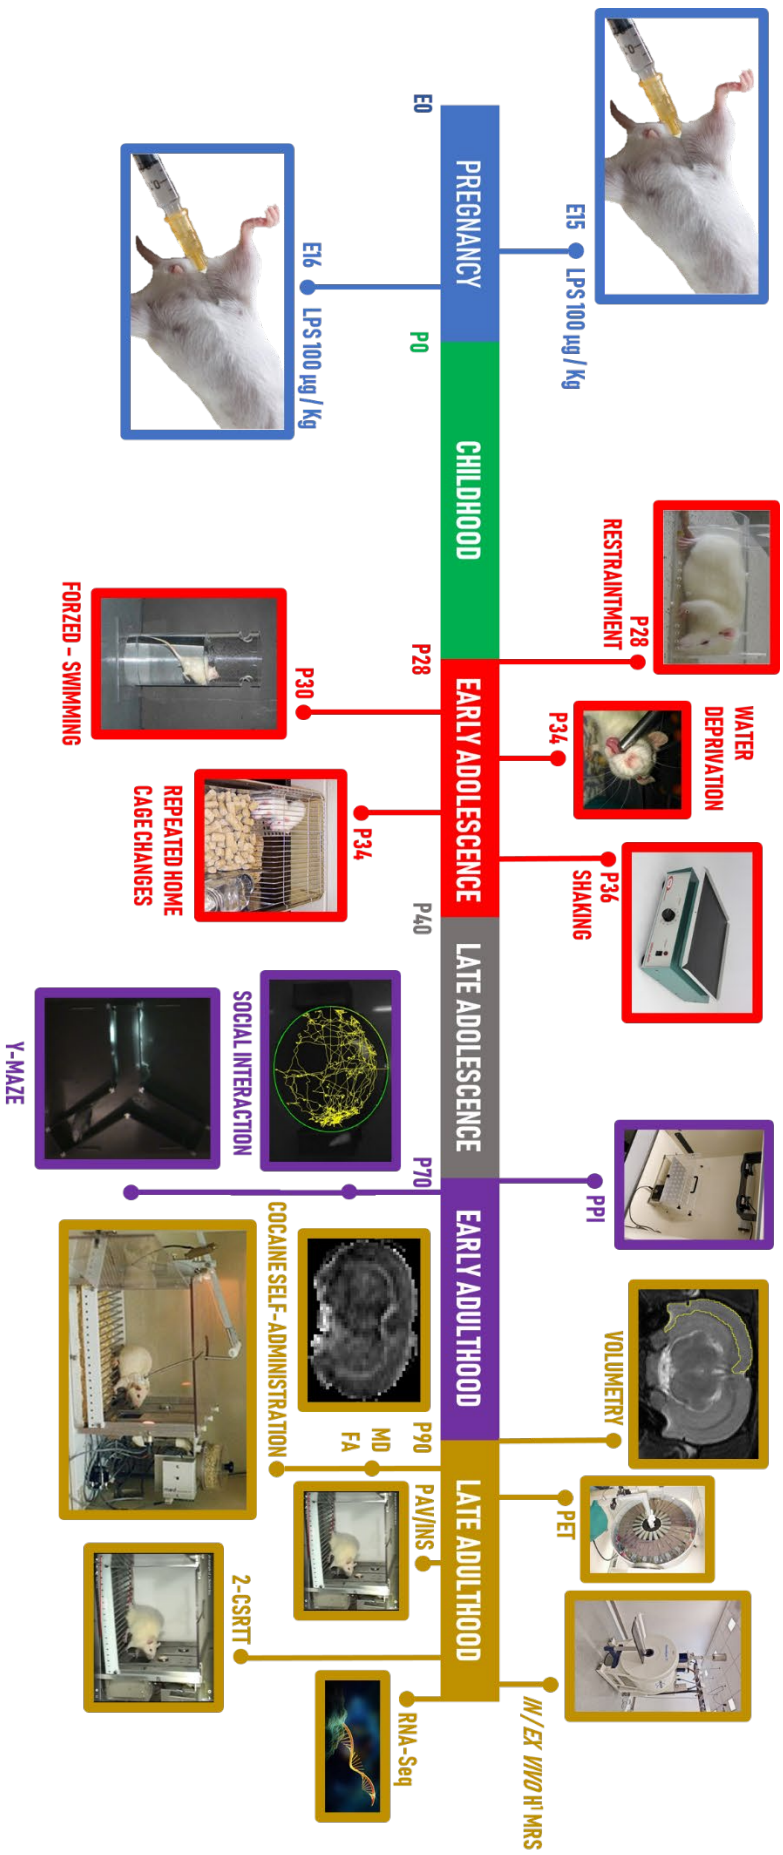 E15
LPS 100 µg / Kg
E0
PREGNANCY
E16
LPS 100 µg / Kg
P0
CHILDHOOD
P28
RESTRAINTMENT
P28
EARLY ADOLESCENCE
P30
FORZED – SWIMMING
WATER
DEPRIVATION
P34
P34
REPEATED HOME
CAGE CHANGES
P36
SHAKING
P40
LATE ADOLESCENCE
SOCIAL INTERACTION
Y-MAZE
P70
PPI
EARLY ADULTHOOD
VOLUMETRY
P90
MD
FA
COCAINE SELF-ADMINISTRATION
LATE ADULTHOOD
PET
PAV/INS
2-CSRTT
IN/EX VIVO H¹ MRS
RNA-Seq